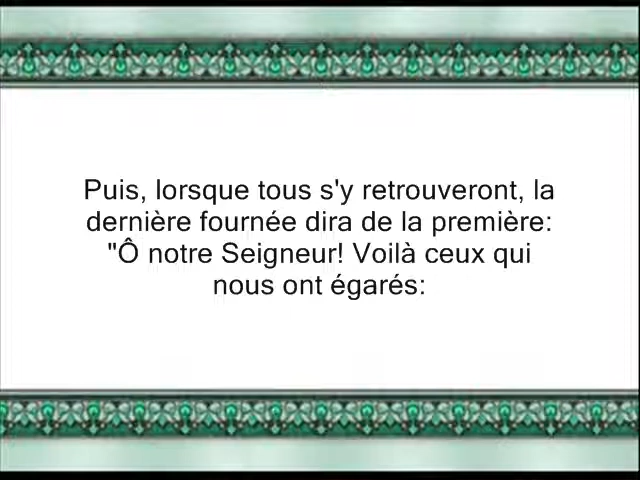 Puis, lorsque tous s'y retrouveront, la
dernière fournée dira de la première:
"Ô notre Seigneur! Voilà ceux qui
nous ont égarés: